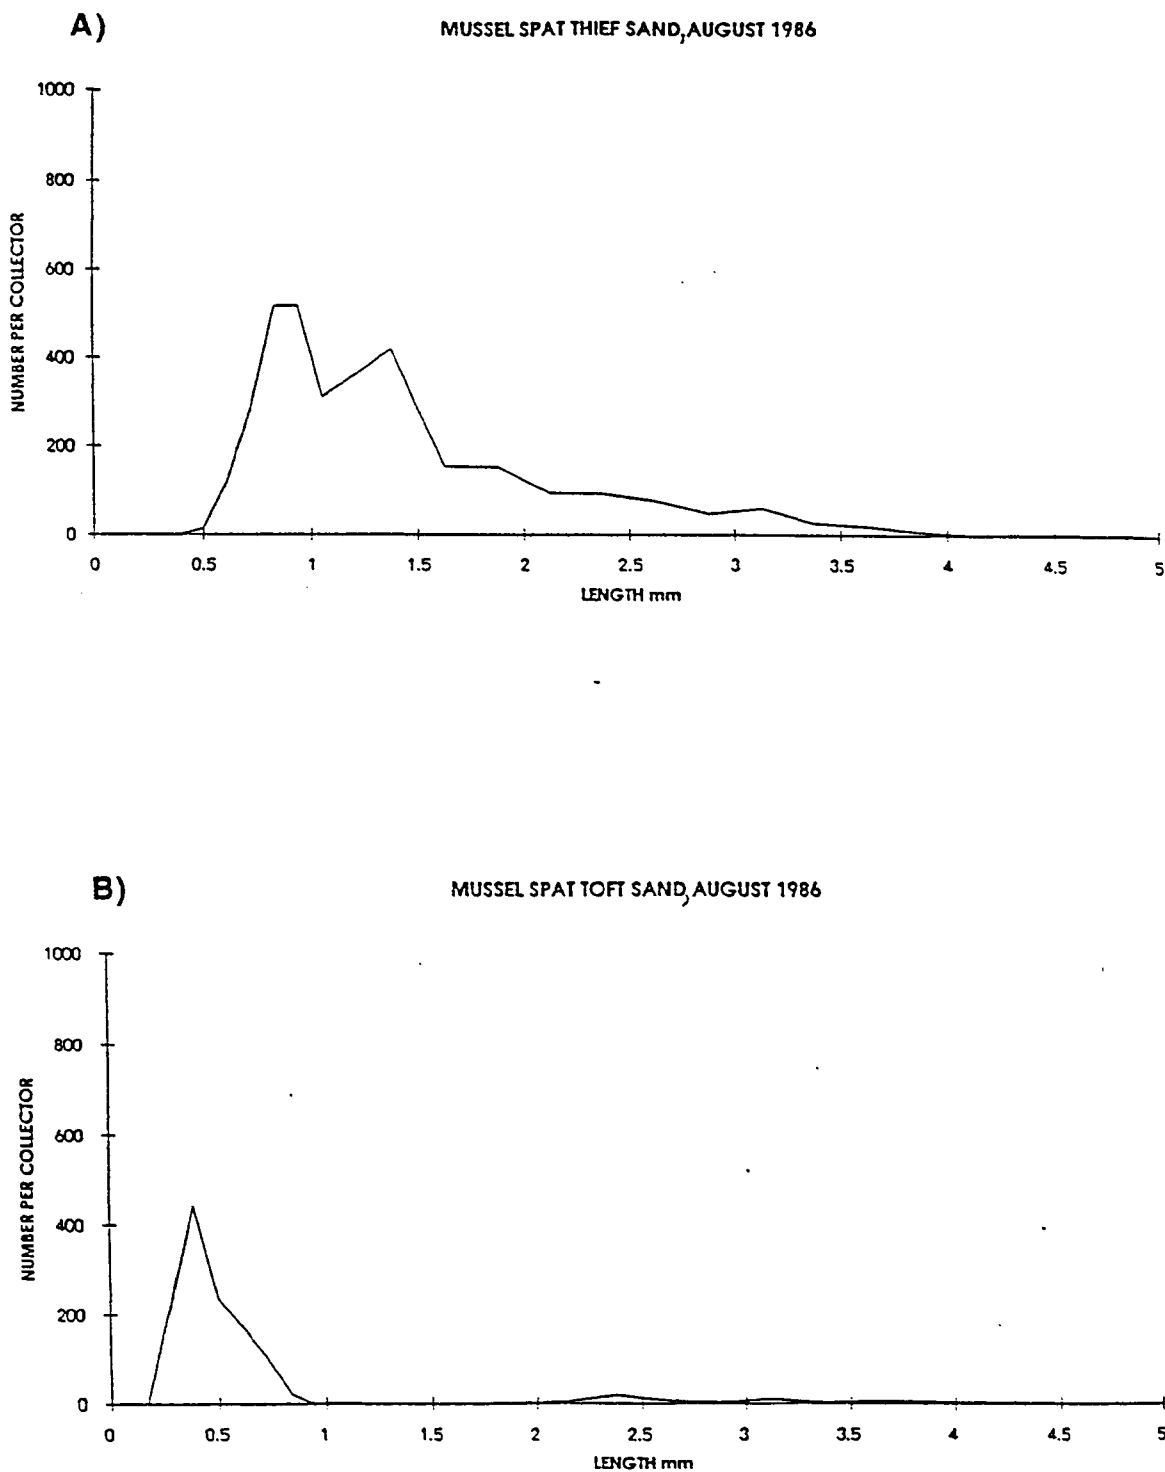 A)
MUSSEL SPAT THIEF SAND, AUGUST 1986
1000
800
600
400
200
0
NUMBER PER COLLECTOR
0 0.5 1 1.5 2 2.5 3 3.5 4 4.5 5
LENGTH mm
B)
MUSSEL SPAT TOFT SAND, AUGUST 1986
1000
800
600
400
200
0
NUMBER PER COLLECTOR
0 0.5 1 1.5 2 2.5 3 3.5 4 4.5 5
LENGTH mm